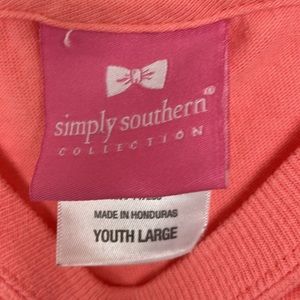 simply southern®
COLLECTION
MADE IN HONDURAS
YOUTH LARGE